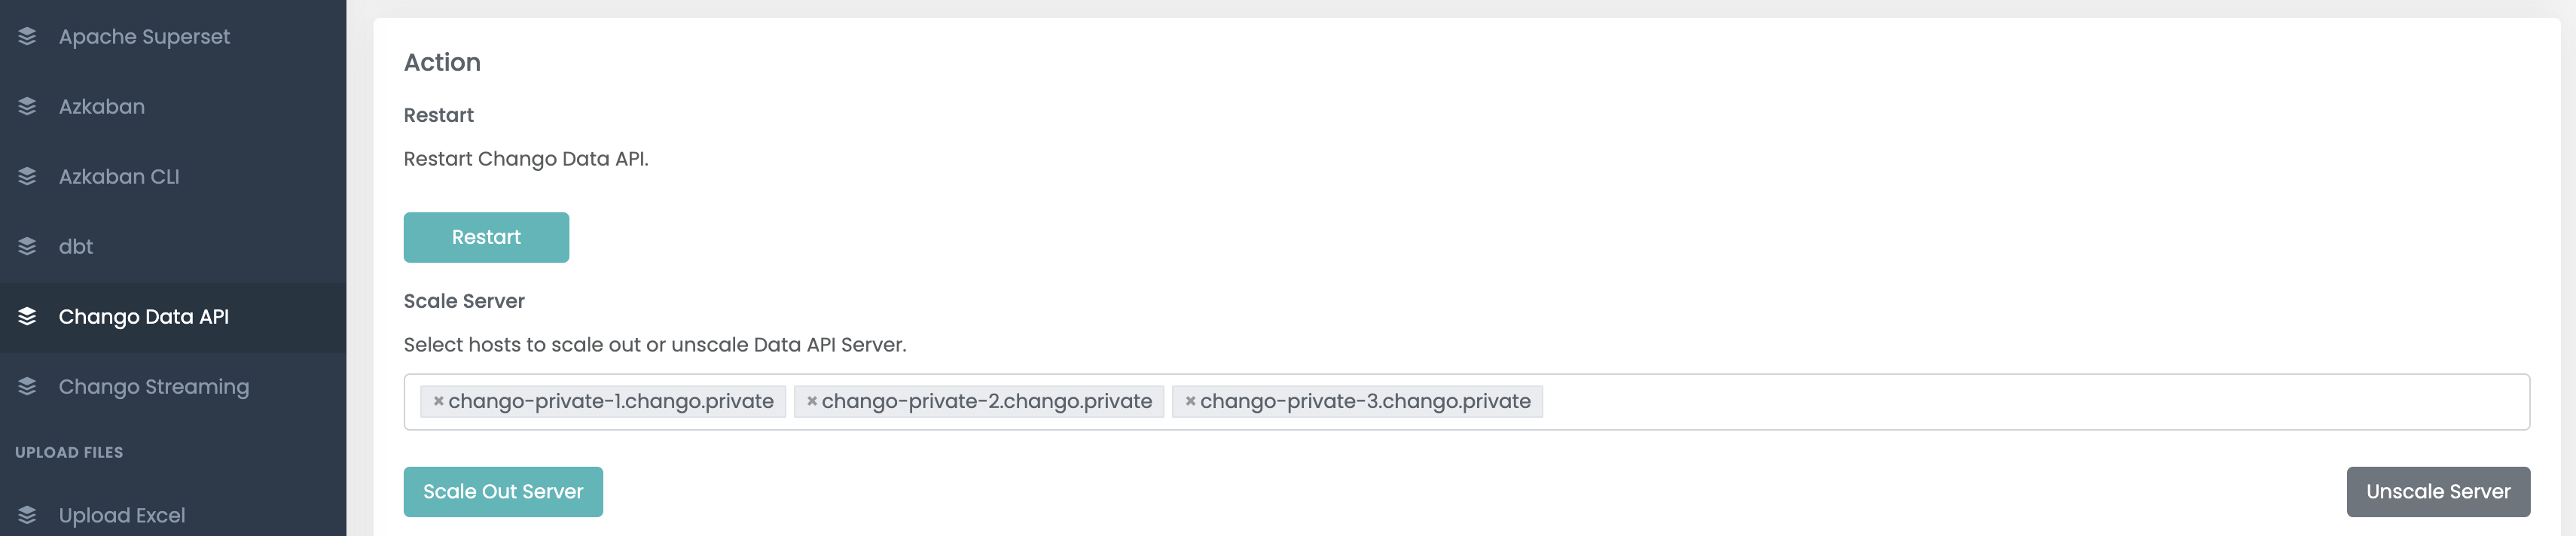 Apache Superset
Azkaban
Azkaban CLI
dbt
Chango Data API
Chango Streaming
UPLOAD FILES
Upload Excel
Action
Restart
Restart Chango Data API.
Restart
Scale Server
Select hosts to scale out or unscale Data API Server.
× chango-private-1.chango.private × chango-private-2.chango.private × chango-private-3.chango.private
Scale Out Server Unscale Server